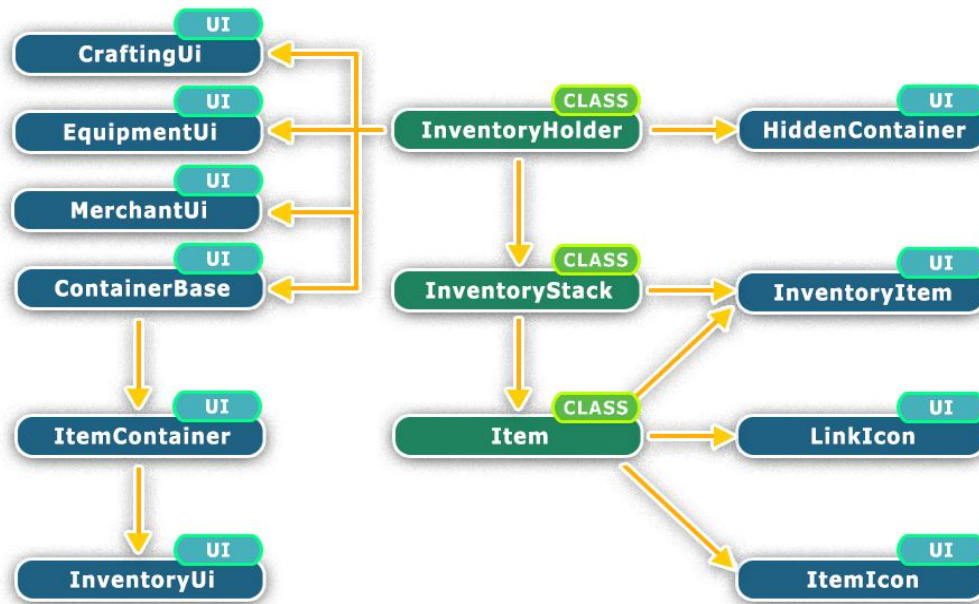 UI
CraftingUi
UI
EquipmentUi
CLASS
InventoryHolder
UI
HiddenContainer
UI
MerchantUi
UI
ContainerBase
CLASS
InventoryStack
UI
InventoryItem
UI
ItemContainer
CLASS
Item
UI
LinkIcon
UI
InventoryUi
UI
ItemIcon